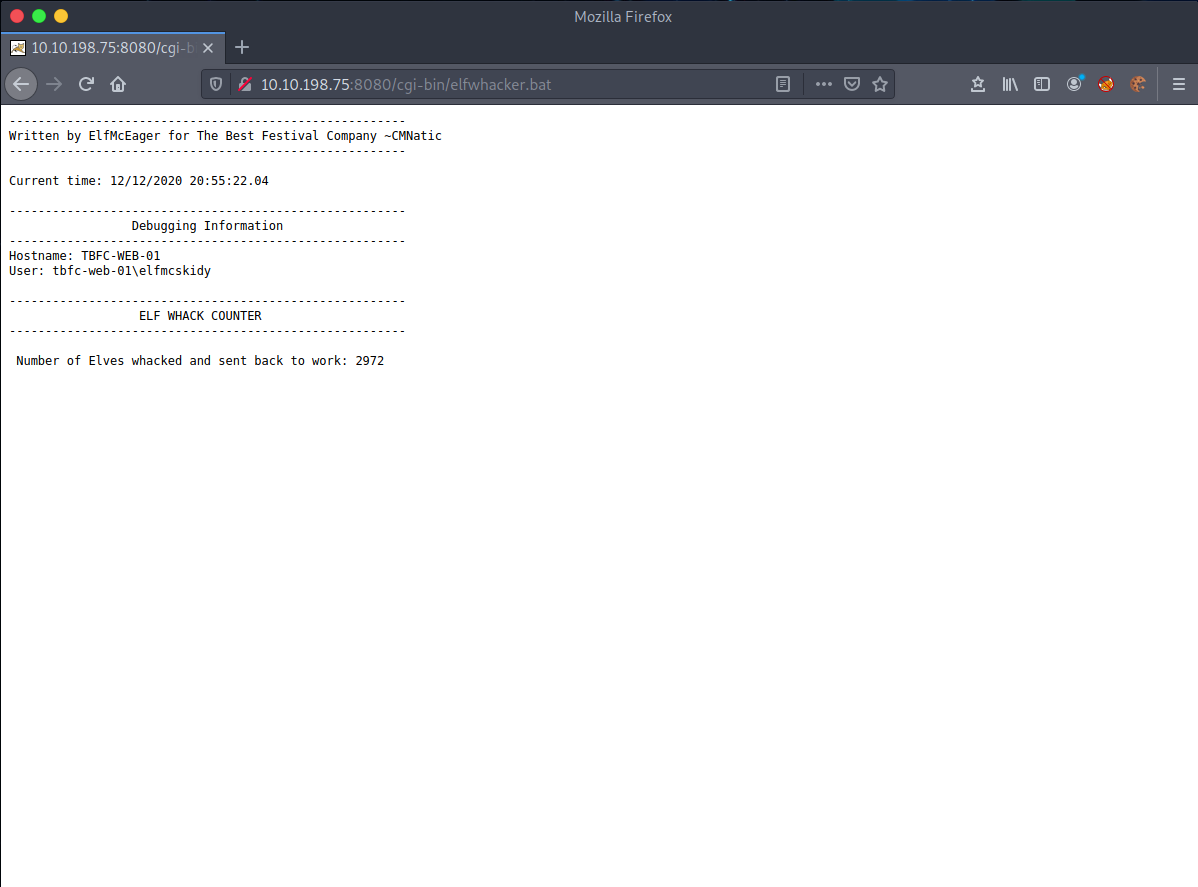 Mozilla Firefox
10.10.198.75:8080/cgi-b
10.10.198.75:8080/cgi-bin/elfwhacker.bat
-------------------------------------------------------
Written by ElfMcEager for The Best Festival Company ~CMNatic
-------------------------------------------------------
Current time: 12/12/2020 20:55:22.04
-------------------------------------------------------
Debugging Information
-------------------------------------------------------
Hostname: TBFC-WEB-01
User: tbfc-web-01\elfmcskidy
-------------------------------------------------------
ELF WHACK COUNTER
-------------------------------------------------------
Number of Elves whacked and sent back to work: 2972